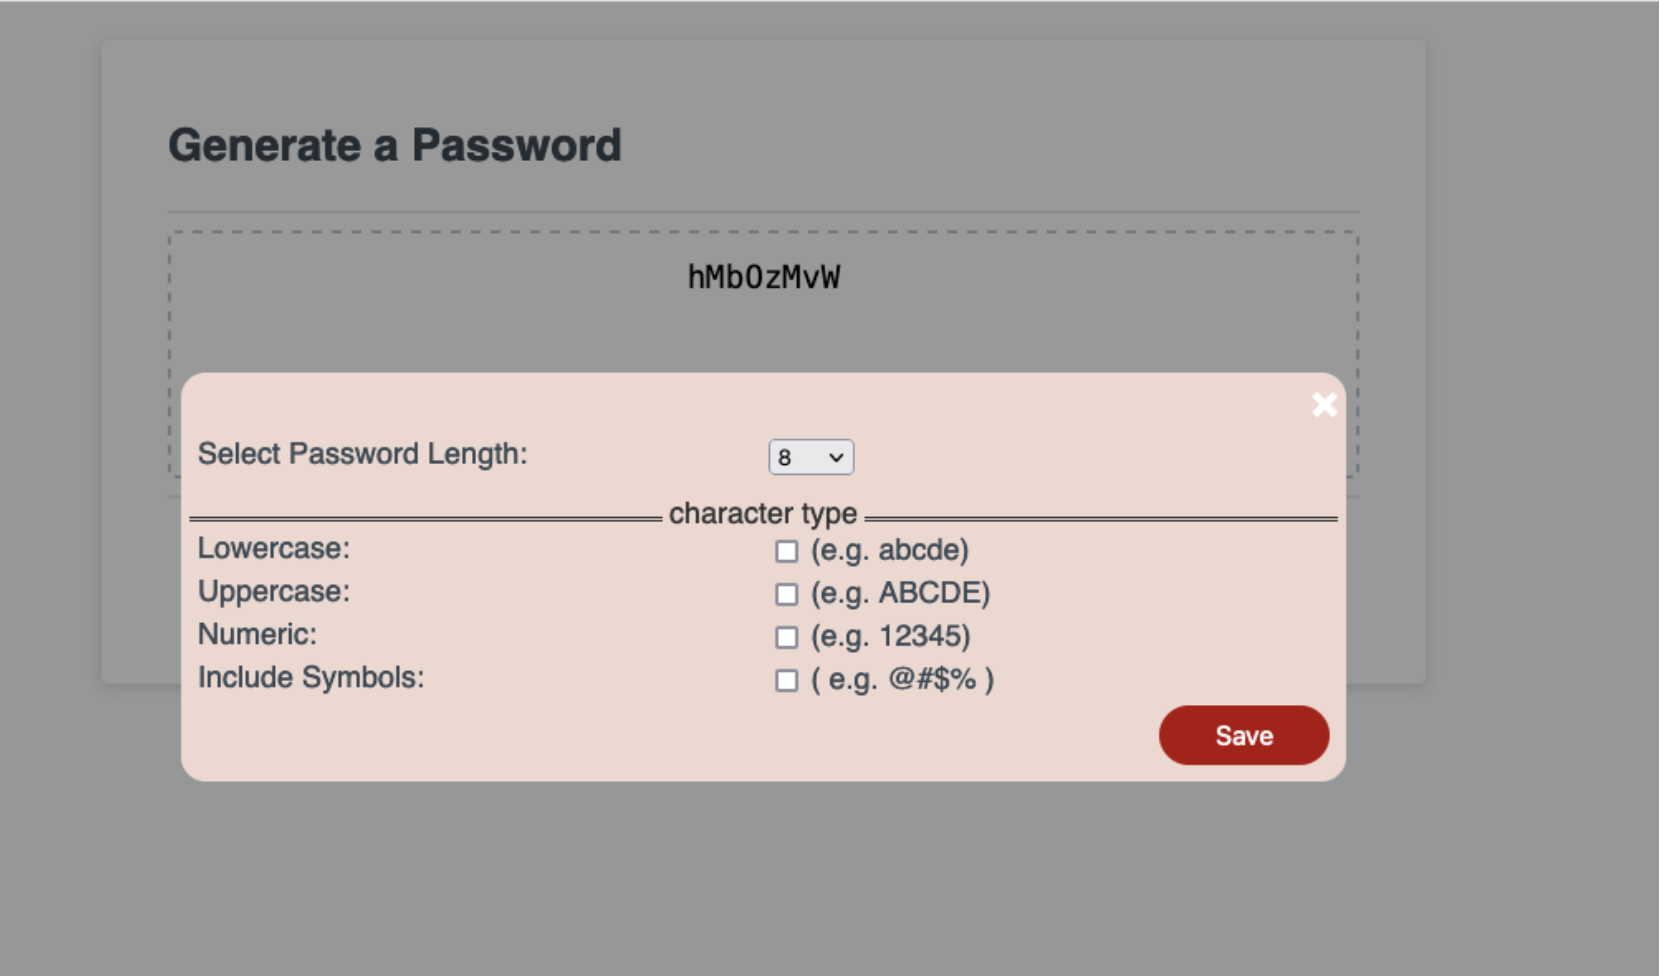 Generate a Password
hMbOzMvW
Select Password Length: 8
character type
Lowercase: (e.g. abcde)
Uppercase: (e.g. ABCDE)
Numeric: (e.g. 12345)
Include Symbols: ( e.g. @#$% )
Save